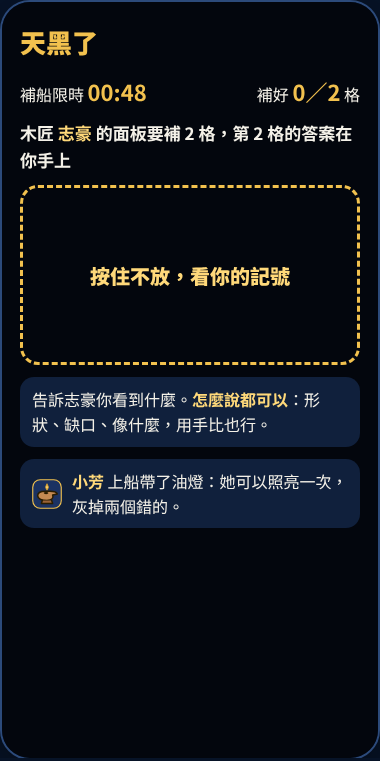 天黑了
補船限時 00:48
補好 0／2 格
木匠 志豪 的面板要補 2 格，第 2 格的答案在
你手上
按住不放，看你的記號
告訴志豪你看到什麼。怎麼說都可以：形
狀、缺口、像什麼，用手比也行。
小芳 上船帶了油燈：她可以照亮一次，
灰掉兩個錯的。